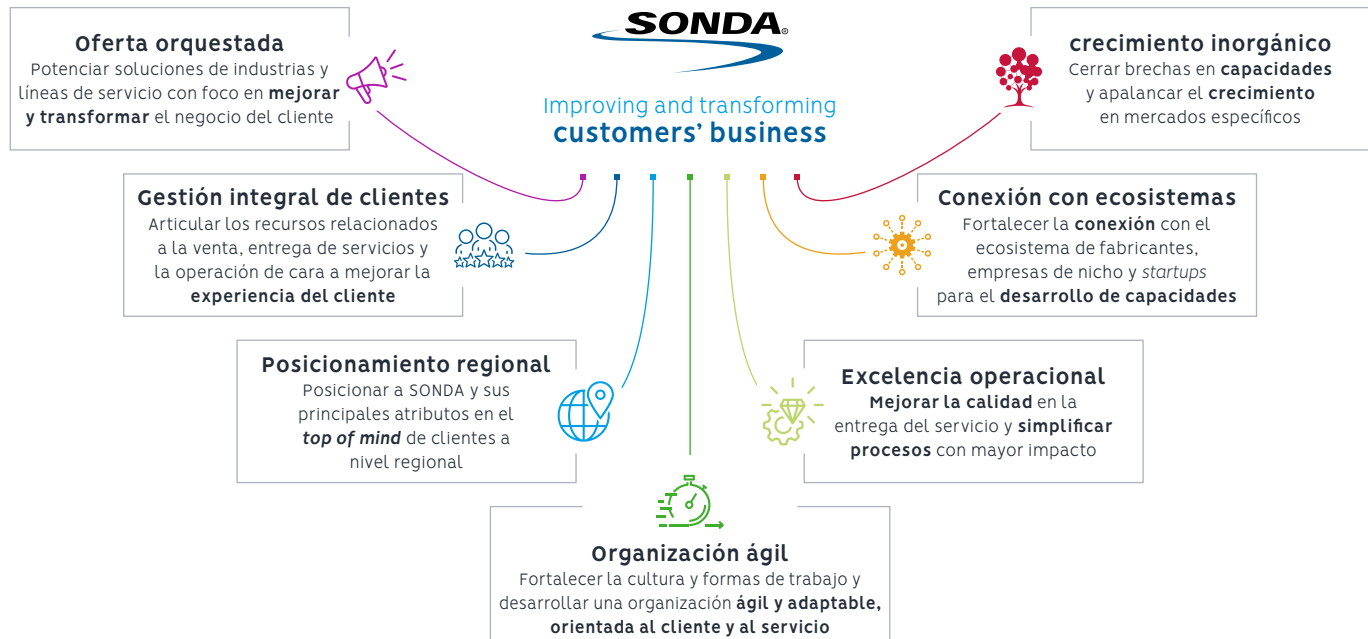 SONDA®
Improving and transforming
customers’ business
Oferta orquestada
Potenciar soluciones de industrias y
líneas de servicio con foco en mejorar
y transformar el negocio del cliente
Gestión integral de clientes
Articular los recursos relacionados
a la venta, entrega de servicios y
la operación de cara a mejorar la
experiencia del cliente
Posicionamiento regional
Posicionar a SONDA y sus
principales atributos en el
top of mind de clientes a
nivel regional
Organización ágil
Fortalecer la cultura y formas de trabajo y
desarrollar una organización ágil y adaptable,
orientada al cliente y al servicio
Excelencia operacional
Mejorar la calidad en la
entrega del servicio y simplificar
procesos con mayor impacto
Conexión con ecosistemas
Fortalecer la conexión con el
ecosistema de fabricantes,
empresas de nicho y startups
para el desarrollo de capacidades
crecimiento inorgánico
Cerrar brechas en capacidades
y apalancar el crecimiento
en mercados específicos